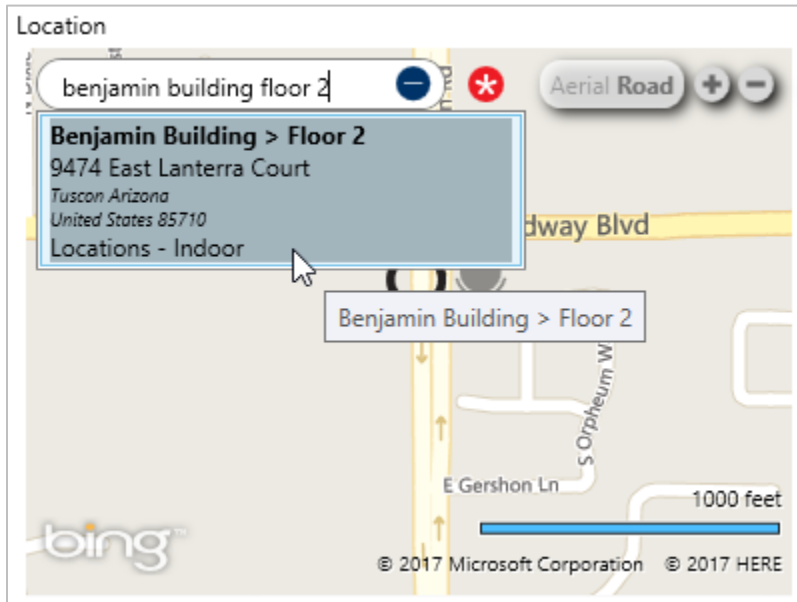 Location
benjamin building floor 2
Aerial Road
Benjamin Building > Floor 2
9474 East Lanterra Court
Tuscon Arizona
United States 85710
Locations - Indoor
dway Blvd
Benjamin Building > Floor 2
S Orpheum W
E Gershon Ln
1000 feet
bing™
© 2017 Microsoft Corporation © 2017 HERE